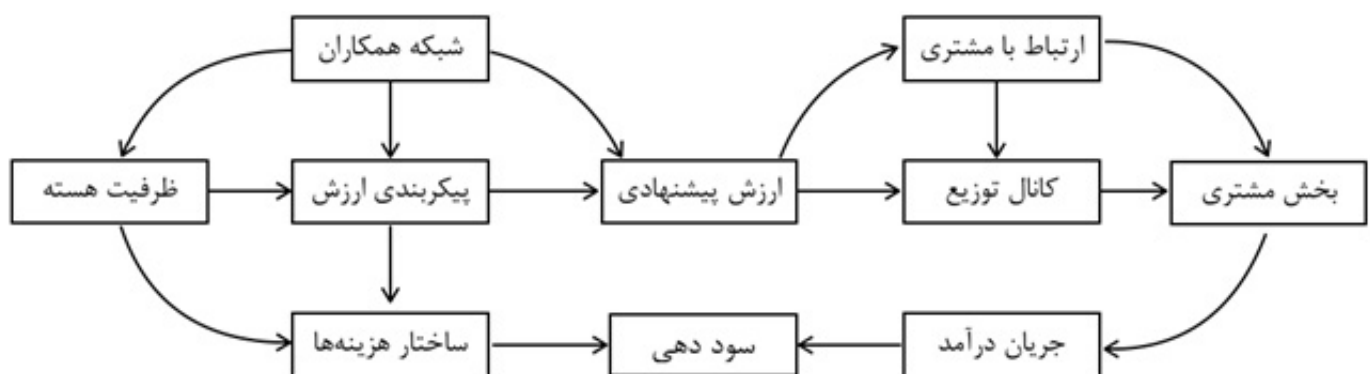 ارتباط با مشتری
شبکه همکاران
بخش مشتری
کانال توزیع
ارزش پیشنهادی
پیکربندی ارزش
ظرفیت هسته
جریان درآمد
سود دهی
ساختار هزینه‌ها